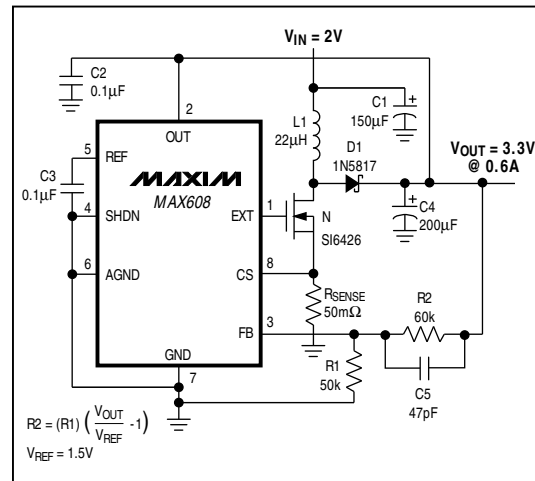 VIN = 2V
C2
0.1µF
2
OUT
C1
150µF
L1
22µH
D1
1N5817
VOUT = 3.3V
@ 0.6A
5
REF
MAXIM
MAX608
C3
0.1µF
4
SHDN
EXT
1
N
SI6426
C4
200µF
6
AGND
CS
8
RSENSE
50mΩ
R2
60k
FB
3
GND
7
R1
50k
C5
47pF
R2 = (R1) (VOUT/VREF -1)
VREF = 1.5V